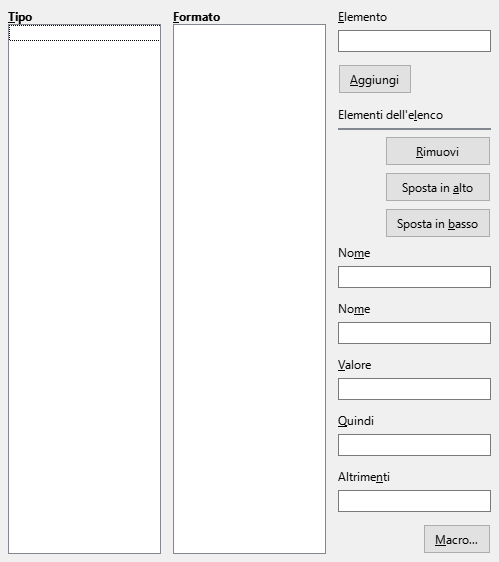 Tipo
Formato
Elemento
Aggiungi
Elementi dell'elenco
Rimuovi
Sposta in alto
Sposta in basso
Nome
Nome
Valore
Quindi
Altrimenti
Macro...